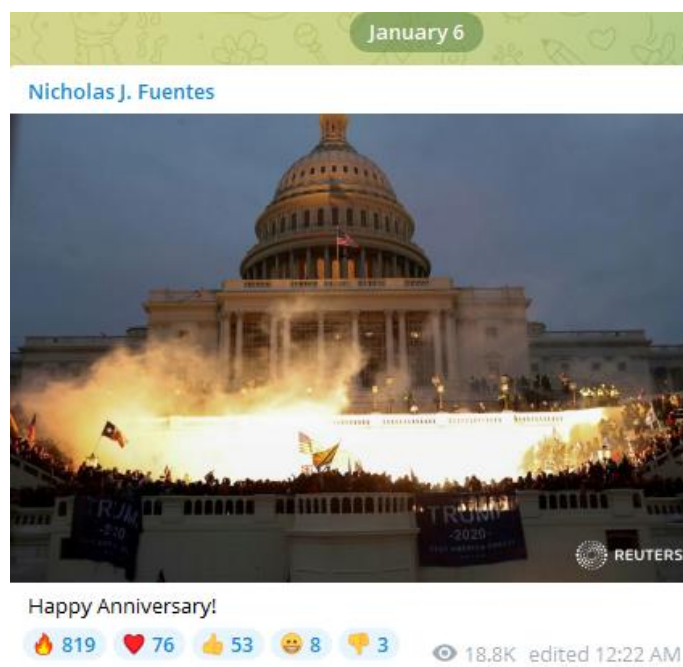 January 6
Nicholas J. Fuentes
TRUMP
-2020-
TRUMP
-2020-
REUTERS
Happy Anniversary!
🔥 819 ❤️ 76 👍 53 😀 8 👎 3 18.8K edited 12:22 AM